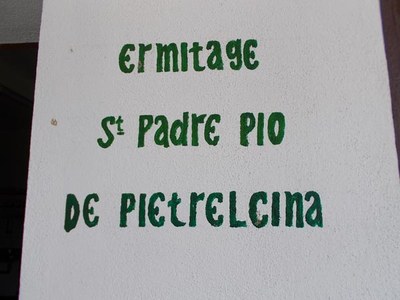 ERMITAGE
St PADRE PIO
DE PIETRELCINA